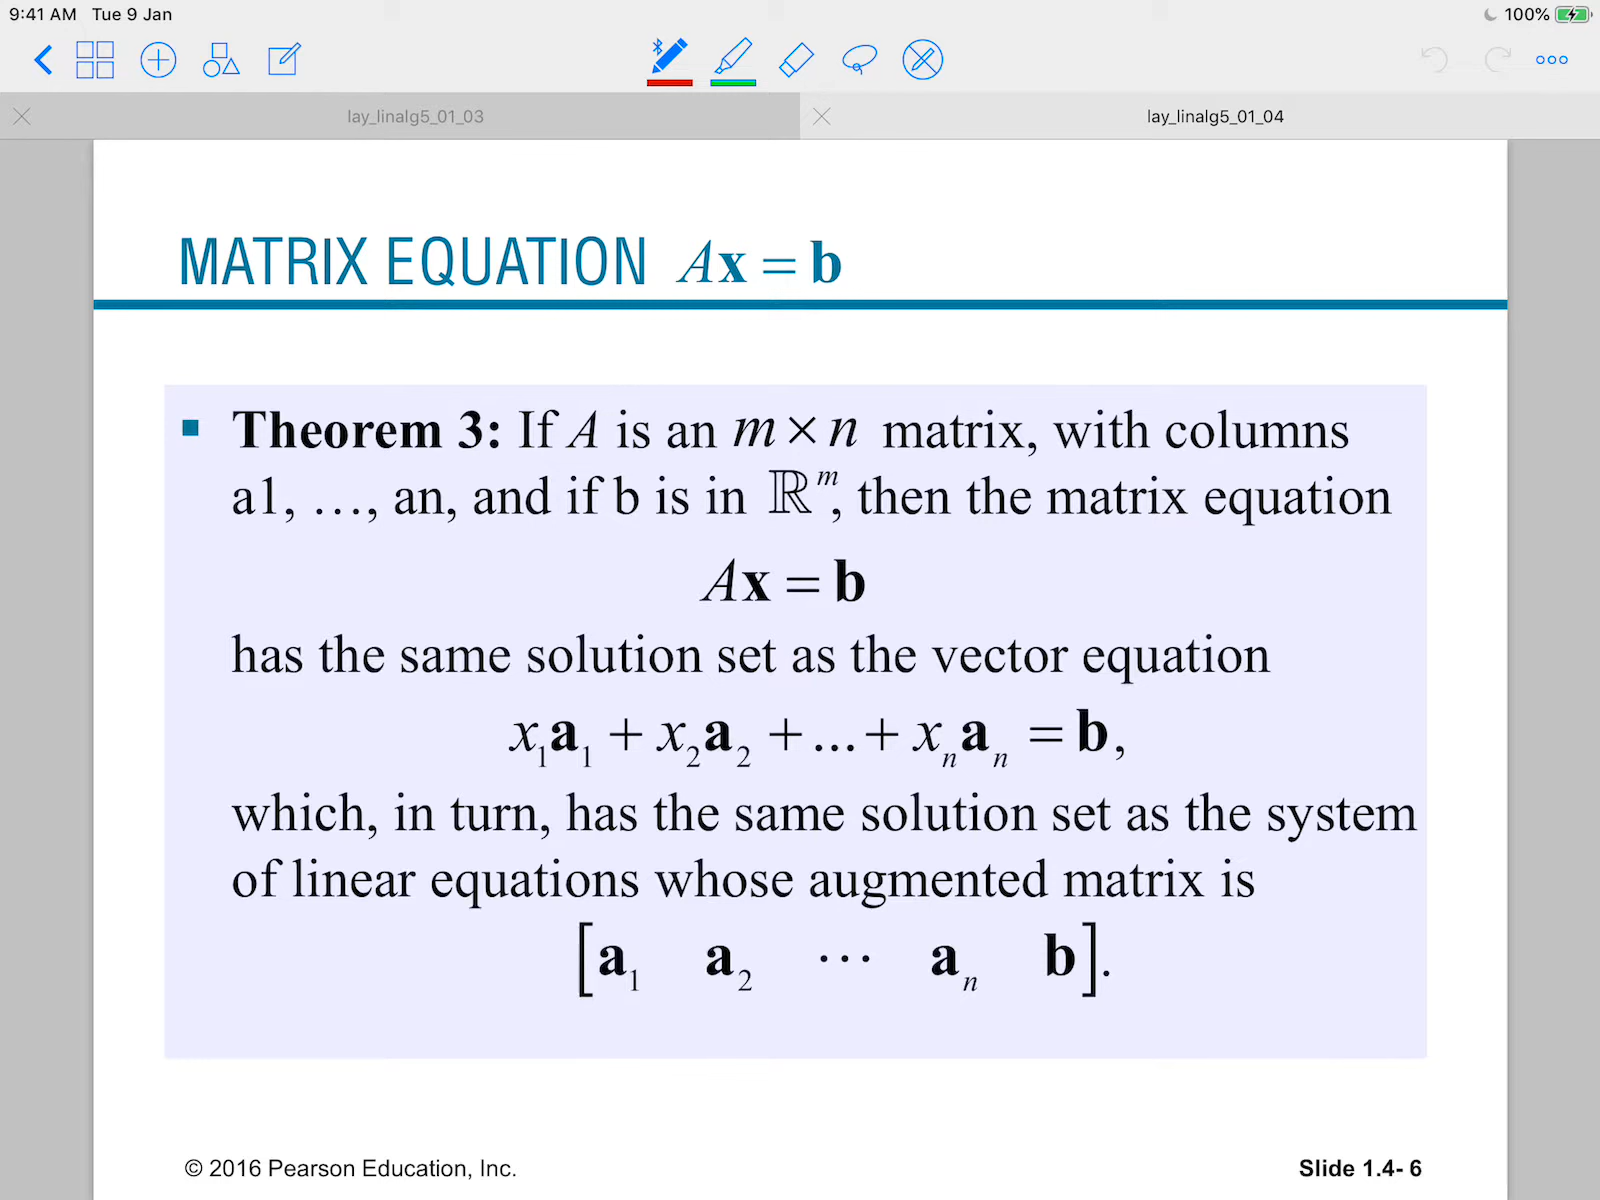 9:41 AM Tue 9 Jan
100%
lay_linalg5_01_03
lay_linalg5_01_04
MATRIX EQUATION Ax = b
▪ Theorem 3: If A is an m × n matrix, with columns
a1, …, an, and if b is in ℝᵐ, then the matrix equation
Ax = b
has the same solution set as the vector equation
x₁a₁ + x₂a₂ + ... + xₙaₙ = b,
which, in turn, has the same solution set as the system
of linear equations whose augmented matrix is
[a₁ a₂ ⋯ aₙ b].
© 2016 Pearson Education, Inc.
Slide 1.4- 6